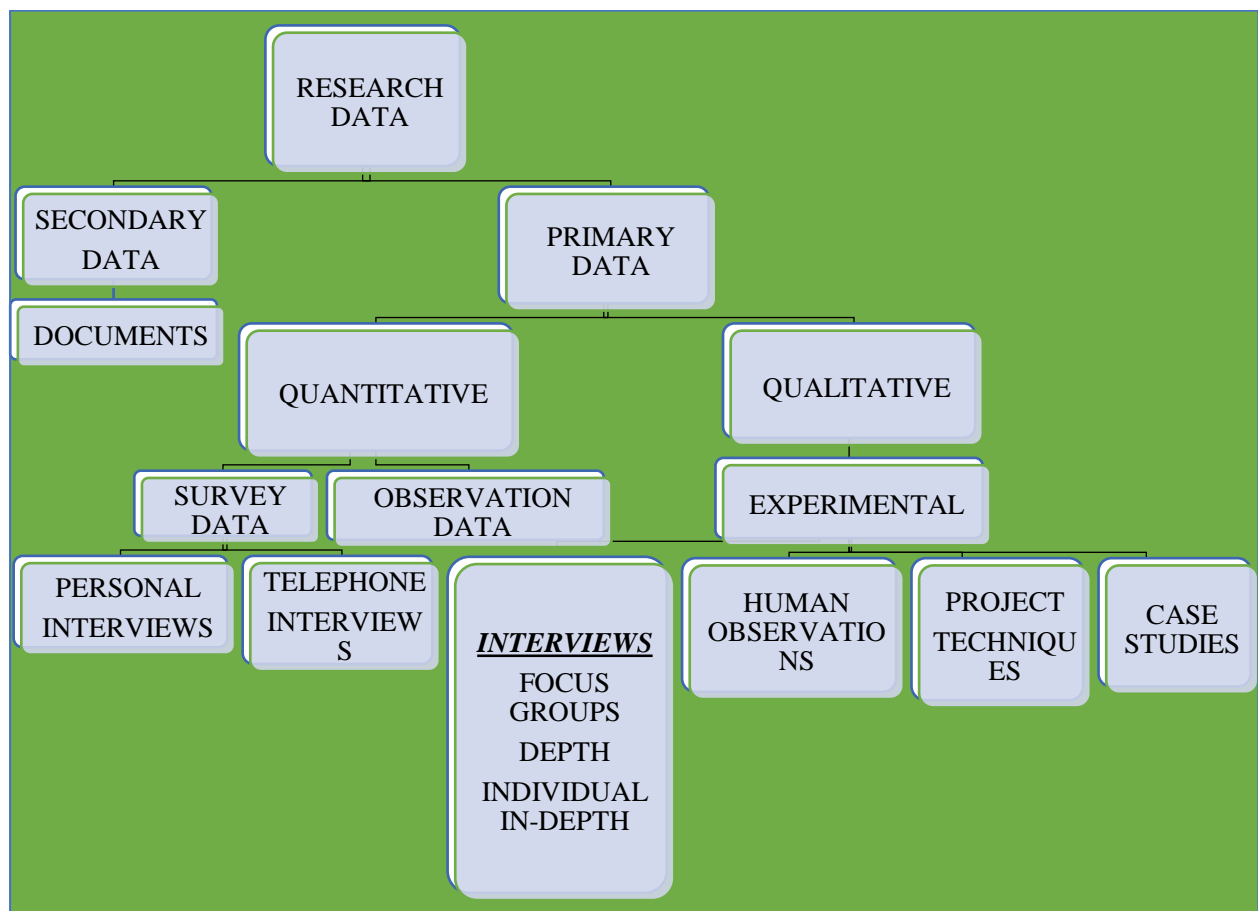 RESEARCH
DATA
SECONDARY
DATA
PRIMARY
DATA
DOCUMENTS
QUANTITATIVE
QUALITATIVE
SURVEY
DATA
OBSERVATION
DATA
EXPERIMENTAL
PERSONAL
INTERVIEWS
TELEPHONE
INTERVIEW
S
INTERVIEWS
FOCUS
GROUPS
DEPTH
INDIVIDUAL
IN-DEPTH
HUMAN
OBSERVATIO
NS
PROJECT
TECHNIQU
ES
CASE
STUDIES